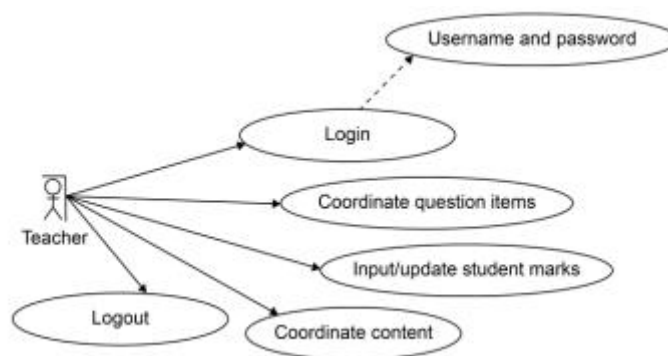 Username and password
Login
Coordinate question items
Teacher
Input/update student marks
Logout
Coordinate content